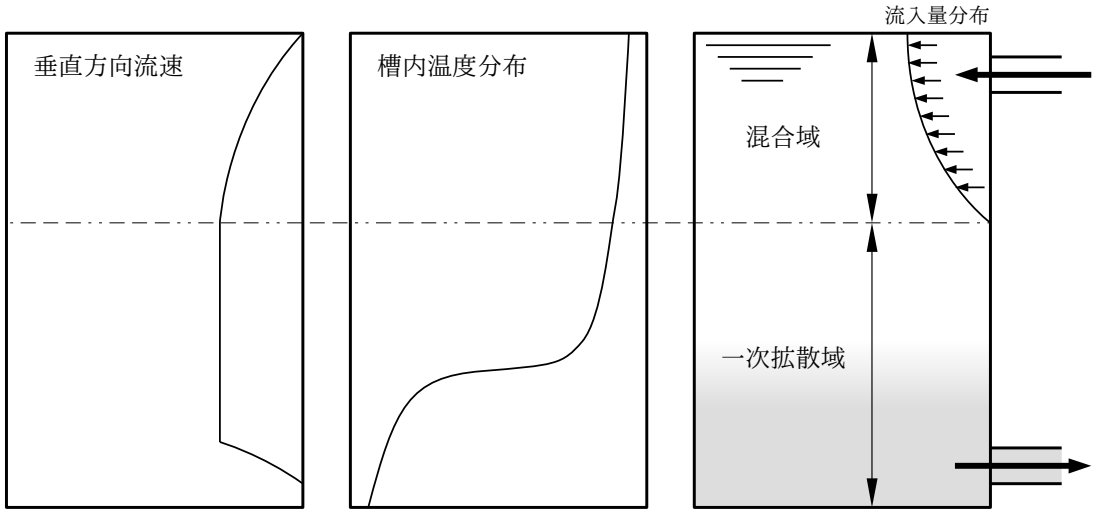 流入量分布
垂直方向流速
槽内温度分布
混合域
一次拡散域